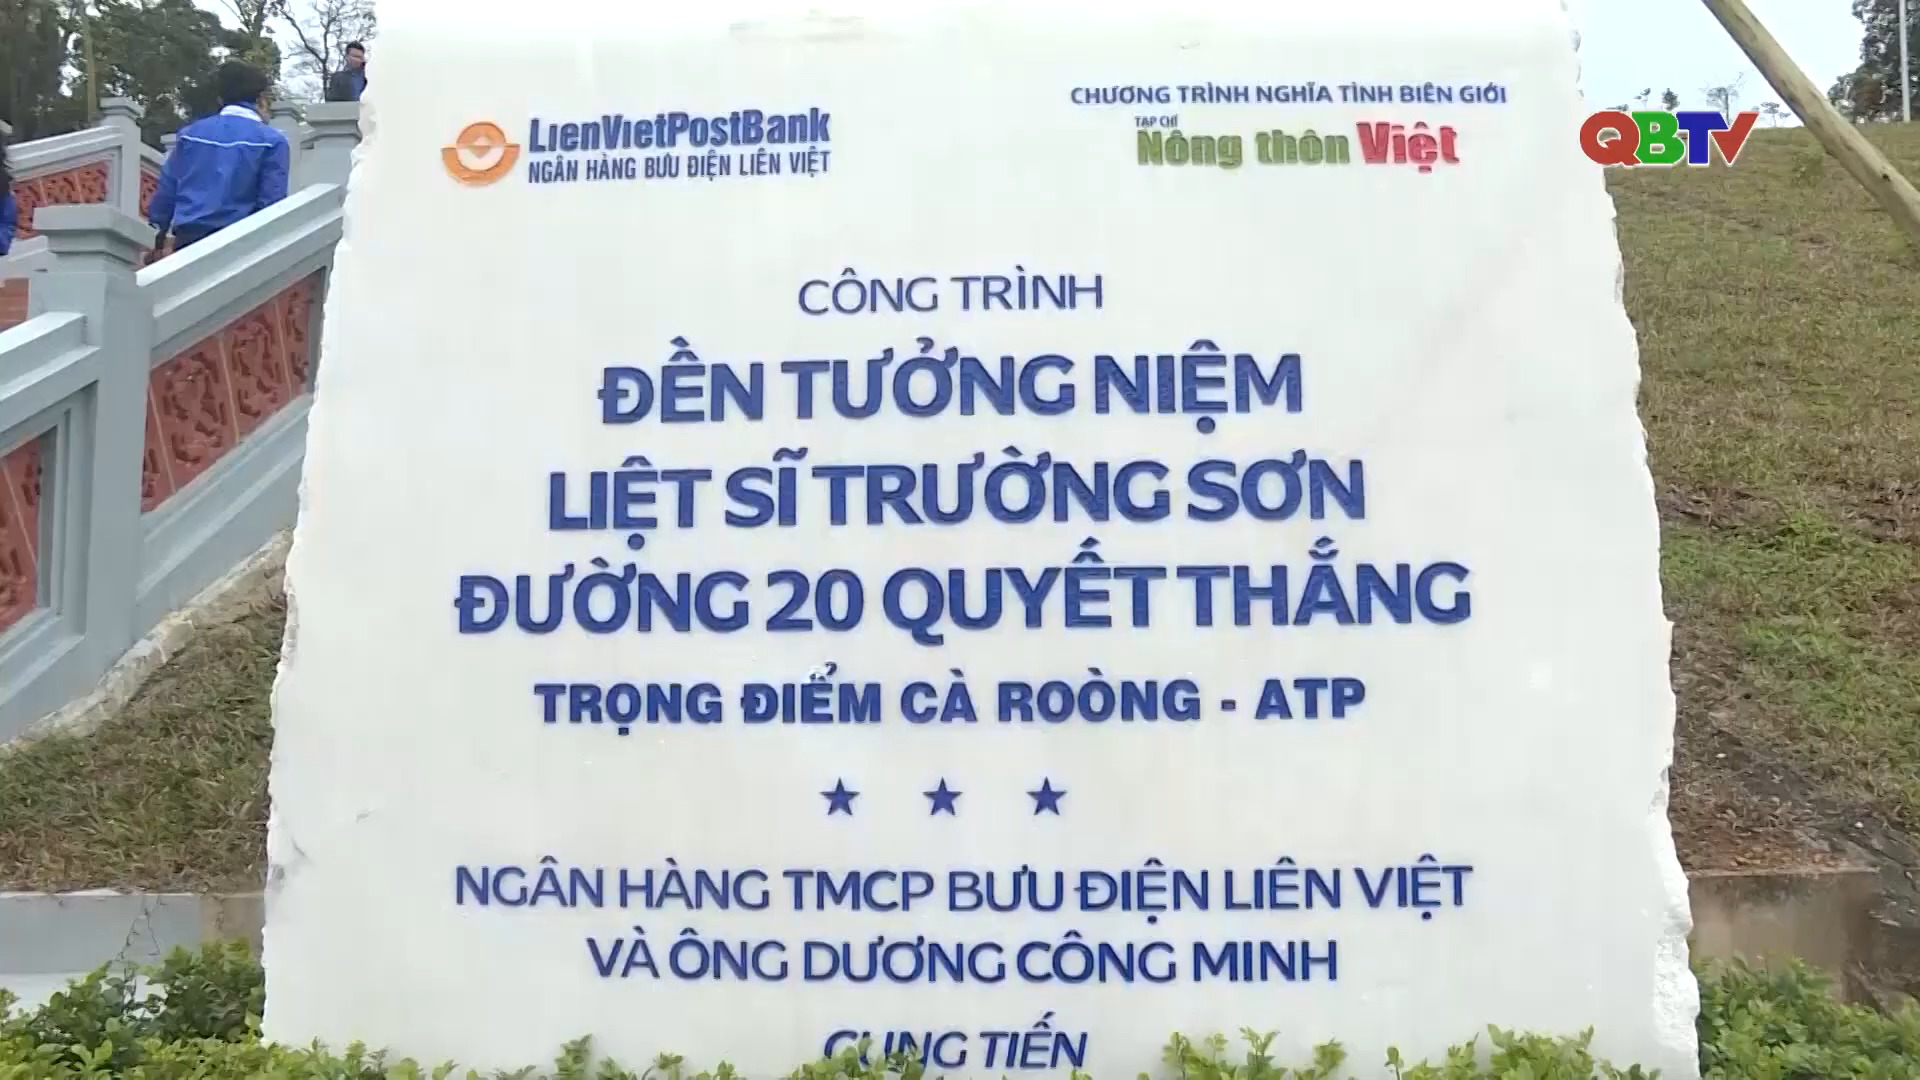 LienVietPostBank
NGÂN HÀNG BƯU ĐIỆN LIÊN VIỆT
CHƯƠNG TRÌNH NGHĨA TÌNH BIÊN GIỚI
TẠP CHÍ
Nông thôn Việt
QBTV
CÔNG TRÌNH
ĐỀN TƯỞNG NIỆM
LIỆT SĨ TRƯỜNG SƠN
ĐƯỜNG 20 QUYẾT THẮNG
TRỌNG ĐIỂM CÀ ROÒNG - ATP
NGÂN HÀNG TMCP BƯU ĐIỆN LIÊN VIỆT
VÀ ÔNG DƯƠNG CÔNG MINH
CUNG TIẾN